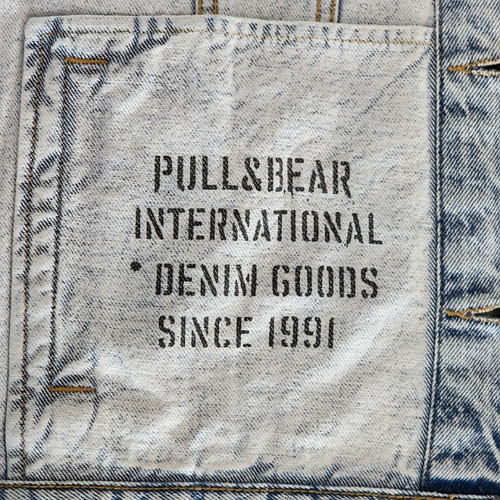 PULL&BEAR
INTERNATIONAL
* DENIM GOODS
SINCE 1991